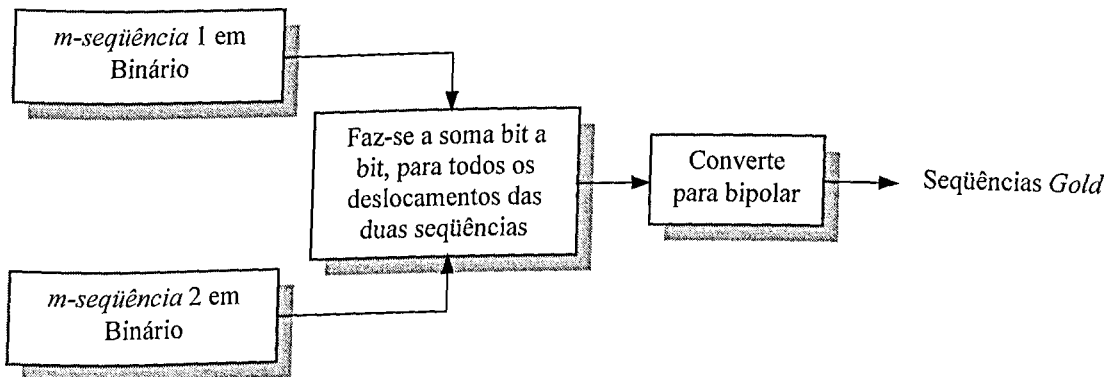 m-seqüência 1 em
Binário
Faz-se a soma bit a
bit, para todos os
deslocamentos das
duas seqüências
Converte
para bipolar
Seqüências Gold
m-seqüência 2 em
Binário